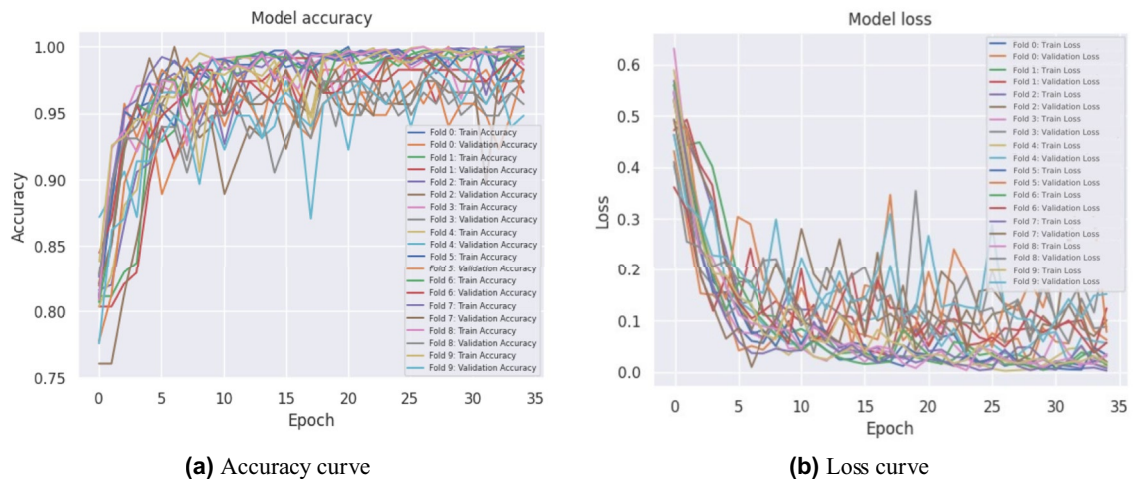 Model accuracy
1.00
0.95
0.90
0.85
0.80
0.75
Accuracy
0
5
10
15
20
25
30
35
Epoch
Fold 0: Train Accuracy
Fold 0: Validation Accuracy
Fold 1: Train Accuracy
Fold 1: Validation Accuracy
Fold 2: Train Accuracy
Fold 2: Validation Accuracy
Fold 3: Train Accuracy
Fold 3: Validation Accuracy
Fold 4: Train Accuracy
Fold 4: Validation Accuracy
Fold 5: Train Accuracy
Fold 5: Validation Accuracy
Fold 6: Train Accuracy
Fold 6: Validation Accuracy
Fold 7: Train Accuracy
Fold 7: Validation Accuracy
Fold 8: Train Accuracy
Fold 8: Validation Accuracy
Fold 9: Train Accuracy
Fold 9: Validation Accuracy
(a) Accuracy curve
Model loss
0.6
0.5
0.4
0.3
0.2
0.1
0.0
Loss
0
5
10
15
20
25
30
35
Epoch
Fold 0: Train Loss
Fold 0: Validation Loss
Fold 1: Train Loss
Fold 1: Validation Loss
Fold 2: Train Loss
Fold 2: Validation Loss
Fold 3: Train Loss
Fold 3: Validation Loss
Fold 4: Train Loss
Fold 4: Validation Loss
Fold 5: Train Loss
Fold 5: Validation Loss
Fold 6: Train Loss
Fold 6: Validation Loss
Fold 7: Train Loss
Fold 7: Validation Loss
Fold 8: Train Loss
Fold 8: Validation Loss
Fold 9: Train Loss
Fold 9: Validation Loss
(b) Loss curve